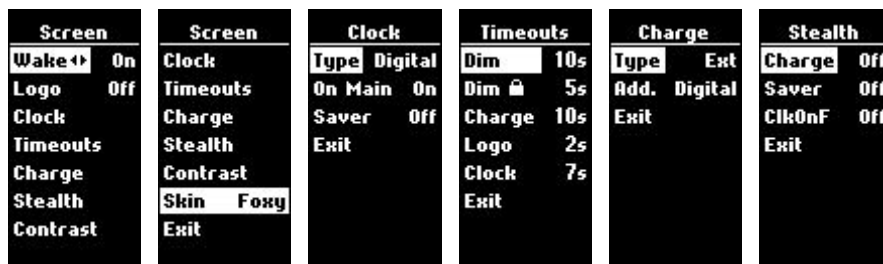 Screen
Wake On
Logo Off
Clock
Timeouts
Charge
Stealth
Contrast
Screen
Clock
Timeouts
Charge
Stealth
Contrast
Skin Foxy
Exit
Clock
Type Digital
On Main On
Saver Off
Exit
Timeouts
Dim 10s
Dim 5s
Charge 10s
Logo 2s
Clock 7s
Exit
Charge
Type Ext
Add. Digital
Exit
Stealth
Charge Off
Saver Off
ClkOnF Off
Exit